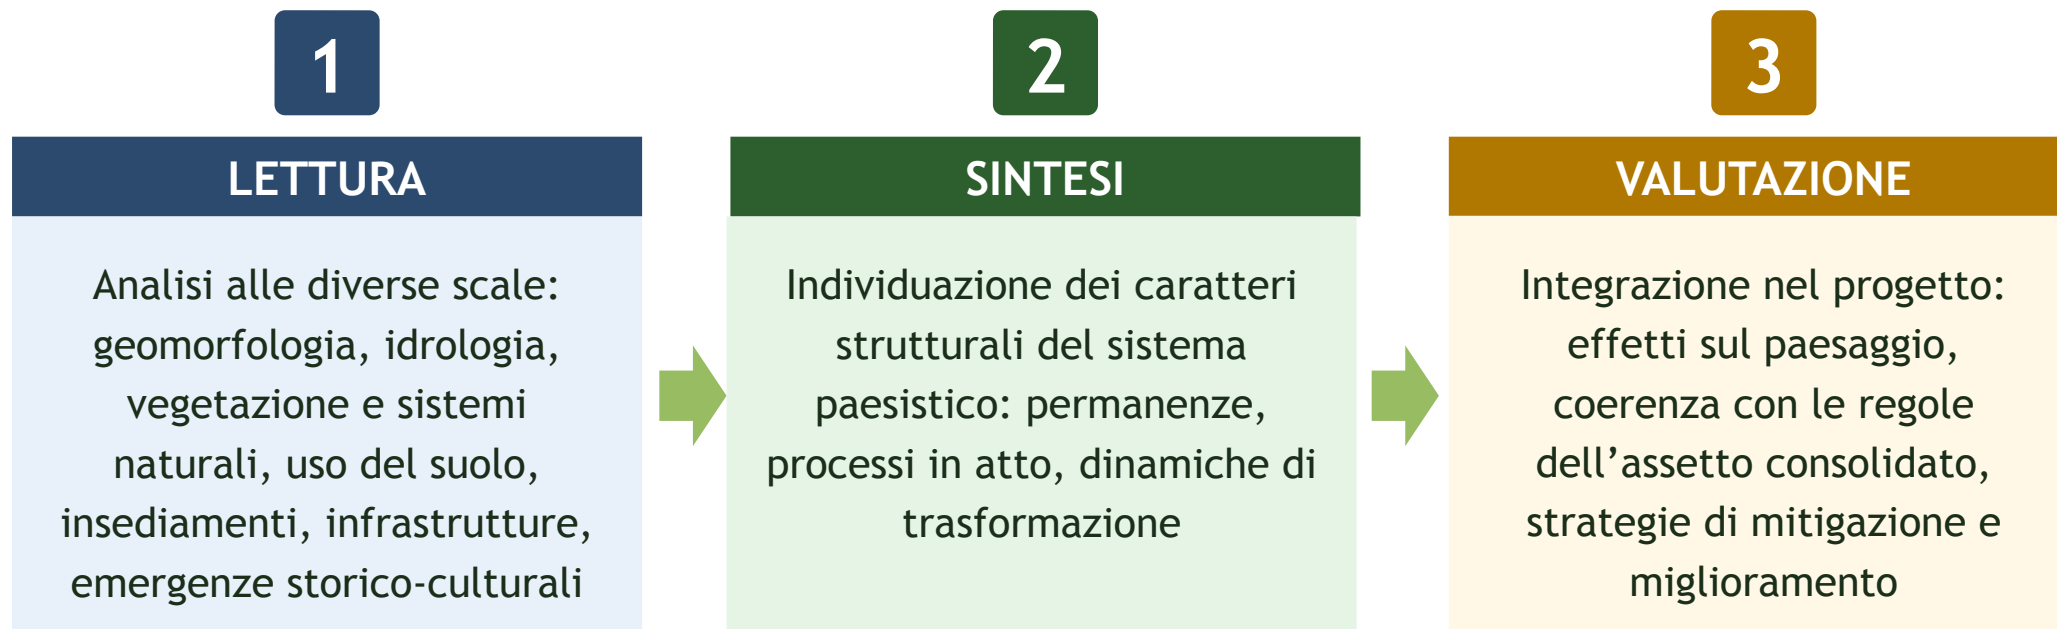 1
LETTURA
Analisi alle diverse scale:
geomorfologia, idrologia,
vegetazione e sistemi
naturali, uso del suolo,
insediamenti, infrastrutture,
emergenze storico-culturali
2
SINTESI
Individuazione dei caratteri
strutturali del sistema
paesistico: permanenze,
processi in atto, dinamiche di
trasformazione
3
VALUTAZIONE
Integrazione nel progetto:
effetti sul paesaggio,
coerenza con le regole
dell’assetto consolidato,
strategie di mitigazione e
miglioramento